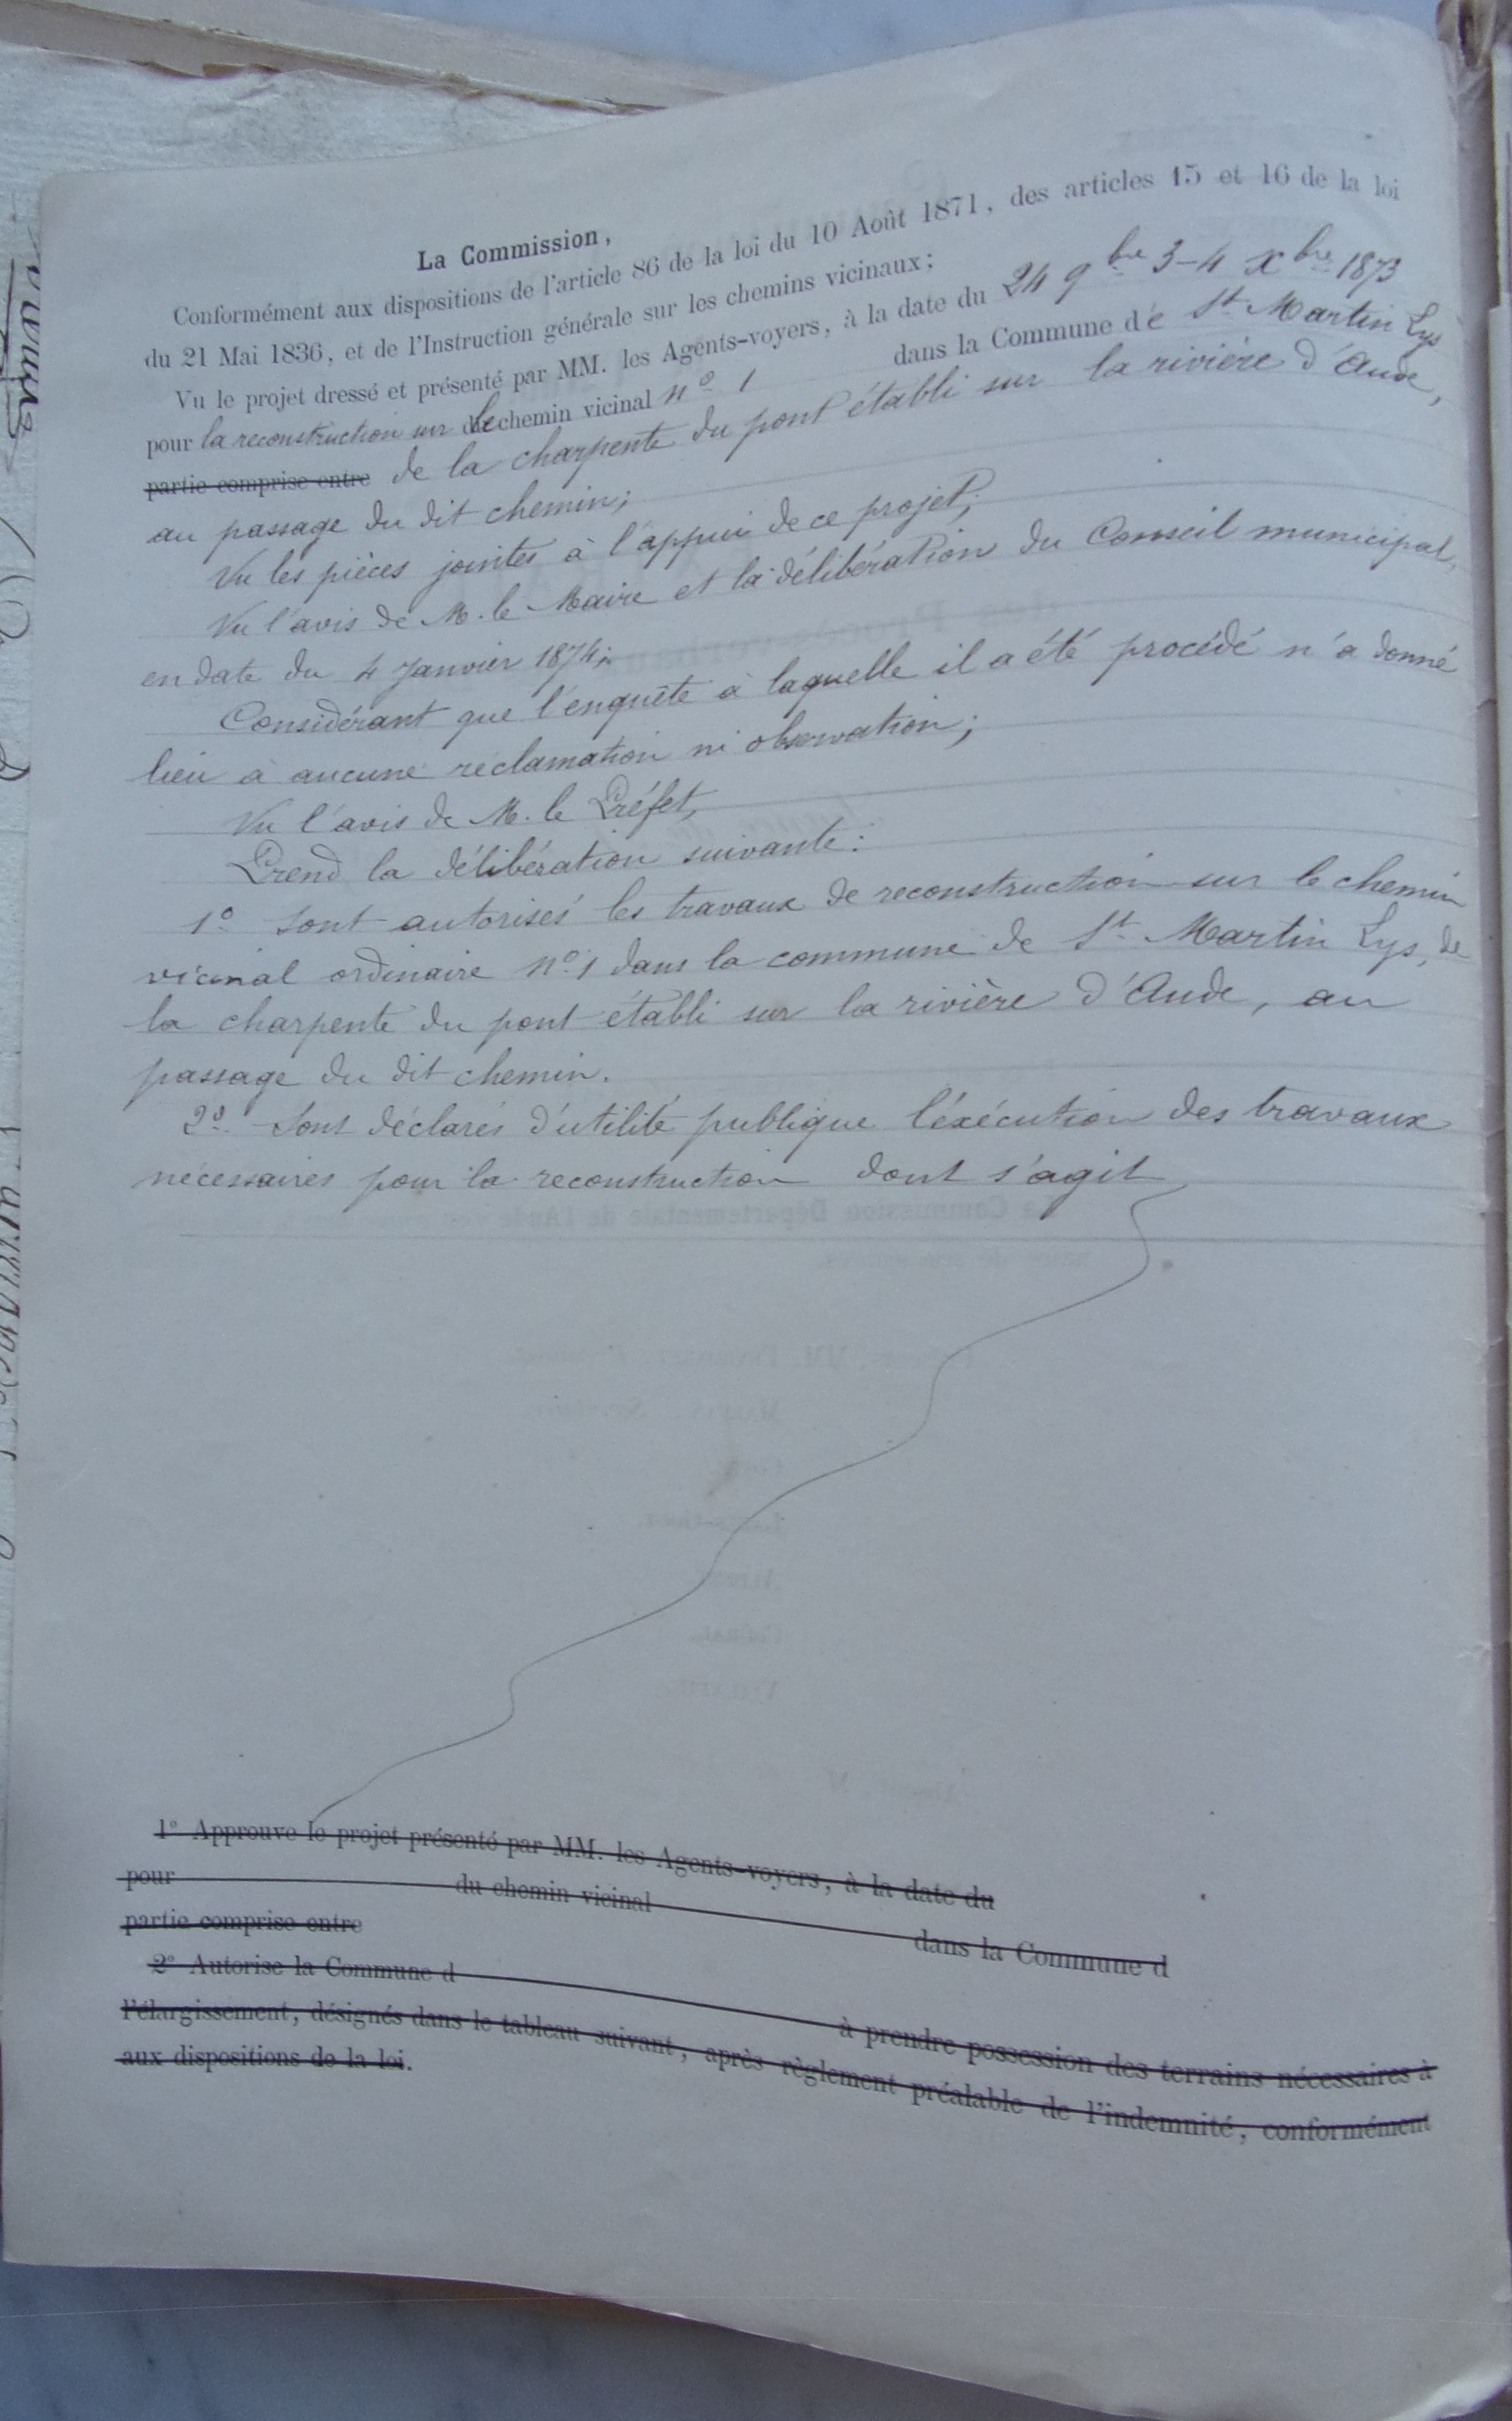 La Commission,
Conformément aux dispositions de l'article 86 de la loi du 10 Août 1871, des articles 15 et 16 de la loi
du 21 Mai 1836, et de l'Instruction générale sur les chemins vicinaux;
Vu le projet dressé et présenté par MM. les Agents-voyers, à la date du 24 9bre 3-4 Xbre 1873
pour la reconstruction sur le chemin vicinal n° 1 dans la Commune de St Martin Lys
partie comprise entre de la charpente du pont établi sur la rivière d'Aude,
au passage du dit chemin;
Vu les pièces jointes à l'appui de ce projet;
Vu l'avis de M. le Maire et la délibération du Conseil municipal,
en date du 4 Janvier 1874;
Considérant que l'enquête à laquelle il a été procédé n'a donné
lieu à aucune réclamation ni observation;
Vu l'avis de M. le Préfet,
Prend la délibération suivante:
1° Sont autorisés les travaux de reconstruction sur le chemin
vicinal ordinaire n° 1 dans la commune de St Martin Lys, de
la charpente du pont établi sur la rivière d'Aude, au
passage du dit chemin.
2° Sont déclarés d'utilité publique l'éxécution des travaux
nécessaires pour la reconstruction dont s'agit
1° Approuve le projet présenté par MM. les Agents-voyers, à la date du
pour du chemin vicinal dans la Commune d
partie comprise entre
2° Autorise la Commune d à prendre possession des terrains nécessaires à
l'élargissement, désignés dans le tableau suivant, après règlement préalable de l'indemnité, conformément
aux dispositions de la loi.